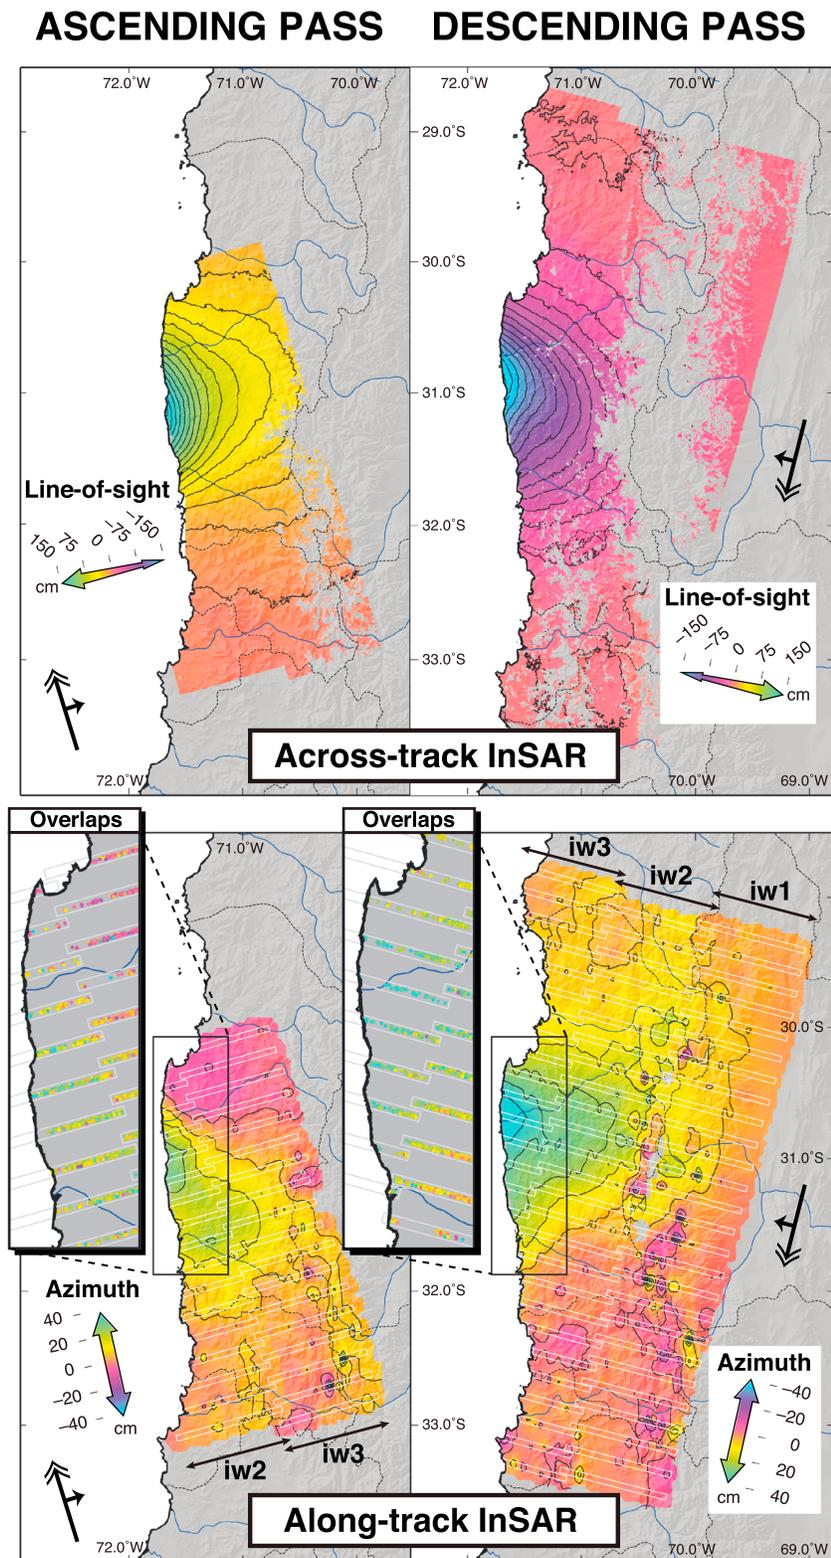 ASCENDING PASS DESCENDING PASS
72.0˚W 71.0˚W 70.0˚W 72.0˚W 71.0˚W 70.0˚W
29.0˚S
30.0˚S
31.0˚S
Line-of-sight
150 75 0 −75 −150
cm
32.0˚S
Line-of-sight
−150 −75 0 75 150
cm
33.0˚S
Across-track InSAR
72.0˚W 70.0˚W 69.0˚W
Overlaps
71.0˚W
Overlaps
iw3
iw2
iw1
30.0˚S
31.0˚S
32.0˚S
Azimuth
40
20
0
−20
−40
cm
Azimuth
−40
−20
0
20
40
cm
33.0˚S
iw2
iw3
Along-track InSAR
72.0˚W 70.0˚W 69.0˚W